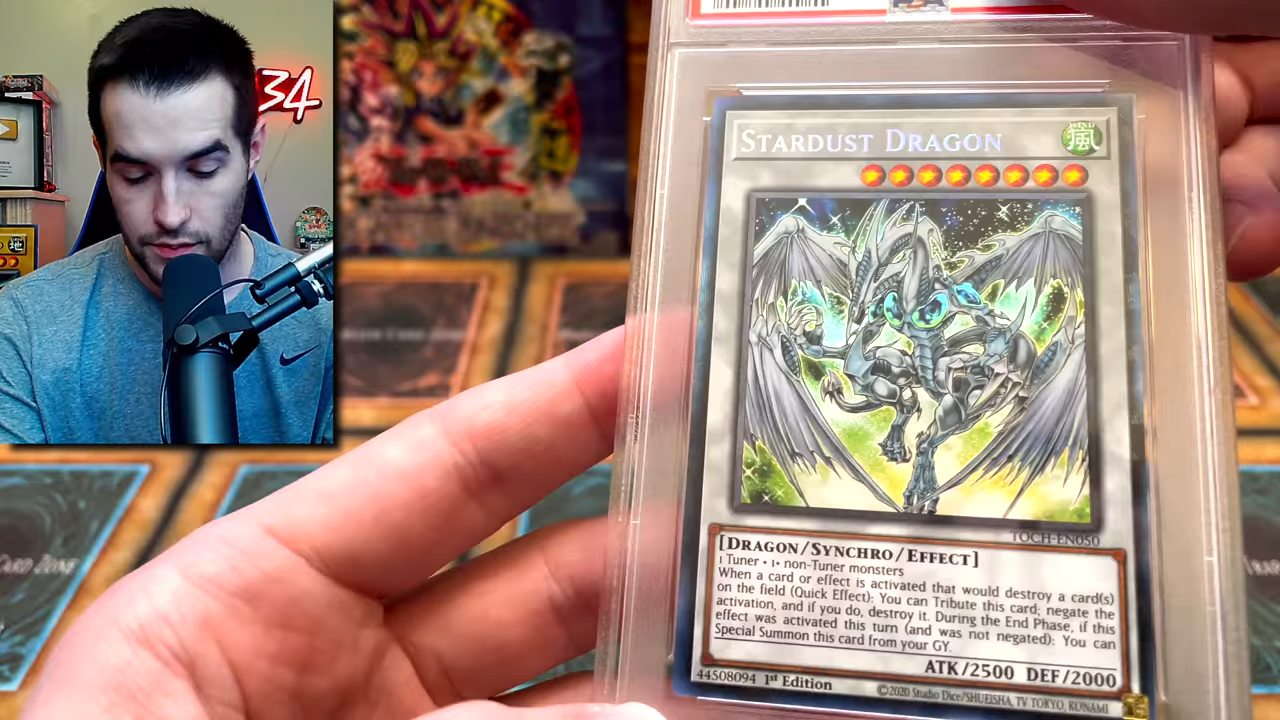 34
STARDUST DRAGON
WIND
風
地
TOCH-EN050
[DRAGON/SYNCHRO/EFFECT]
1 Tuner + 1+ non-Tuner monsters
When a card or effect is activated that would destroy a card(s)
on the field (Quick Effect): You can Tribute this card; negate the
activation, and if you do, destroy it. During the End Phase, if this
effect was activated this turn (and was not negated): You can
Special Summon this card from your GY.
ATK/2500 DEF/2000
44508094 1st Edition
©2020 Studio Dice/SHUEISHA, TV TOKYO, KONAMI
CARD ZONE